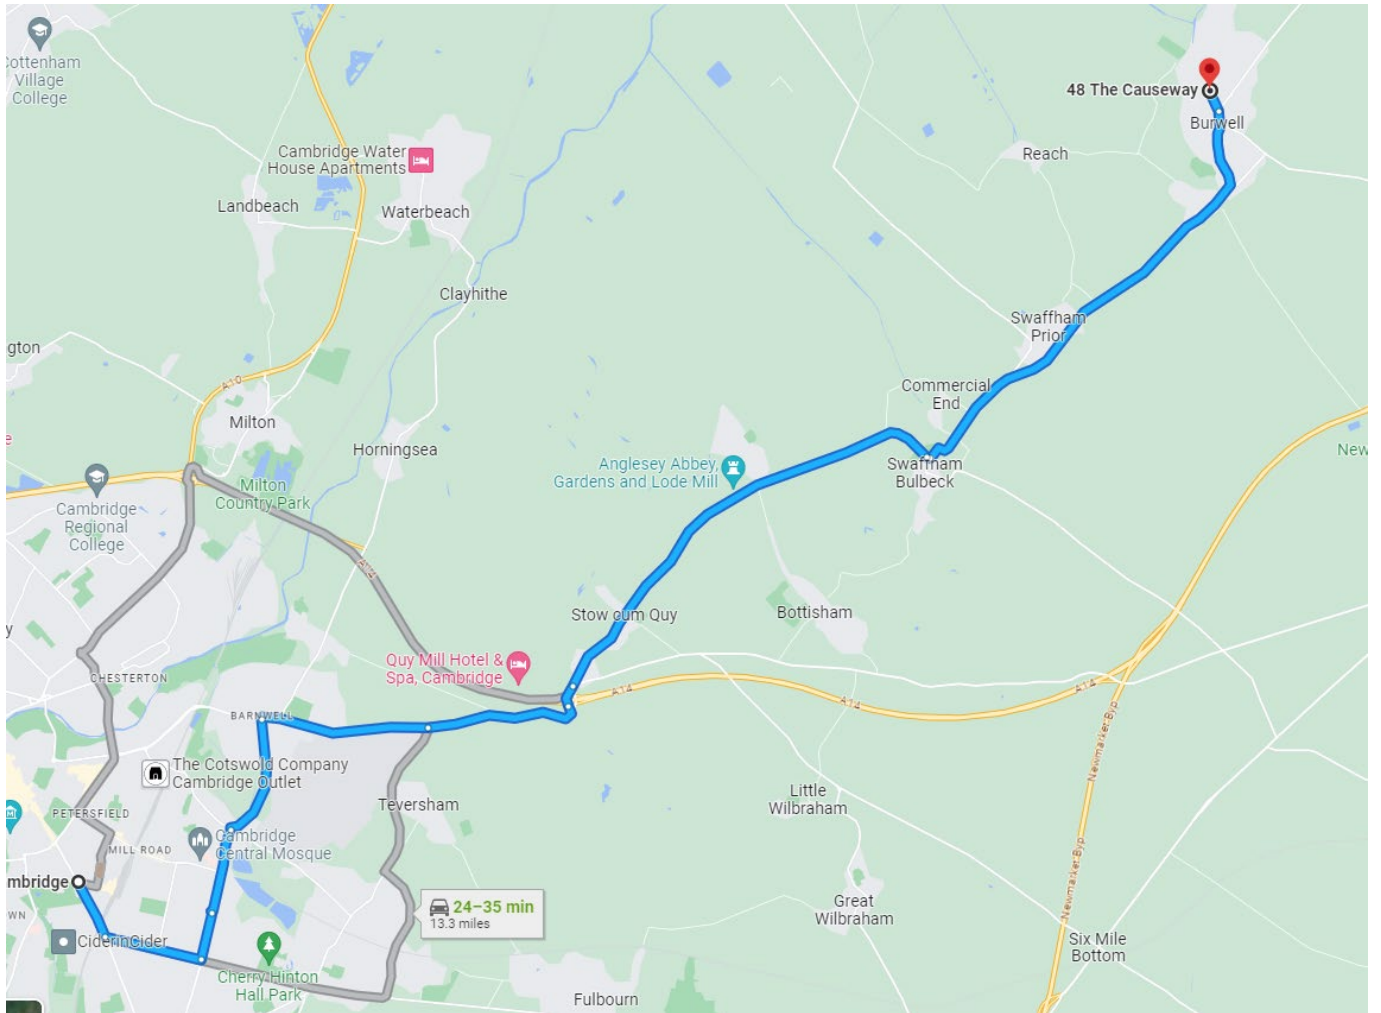 Cottenham
Village
College
48 The Causeway
Burwell
Reach
Cambridge Water
House Apartments
Landbeach
Waterbeach
Clayhithe
Swaffham
Prior
gton
A10
Commercial
End
Milton
Horningsea
Anglesey Abbey,
Gardens and Lode Mill
Swaffham
Bulbeck
New
e
Milton
Country Park
Cambridge
Regional
College
A14
Stow cum Quy
Bottisham
y
Quy Mill Hotel &
Spa, Cambridge
CHESTERTON
A14
A14
A14
BARNWELL
Newmarket Byp
The Cotswold Company
Cambridge Outlet
Little
Wilbraham
Teversham
PETERSFIELD
Cambridge
Central Mosque
MILL ROAD
Newmarket Byp
mbridge
24–35 min
13.3 miles
WN
Great
Wilbraham
CiderinCider
Six Mile
Bottom
Cherry Hinton
Hall Park
Fulbourn